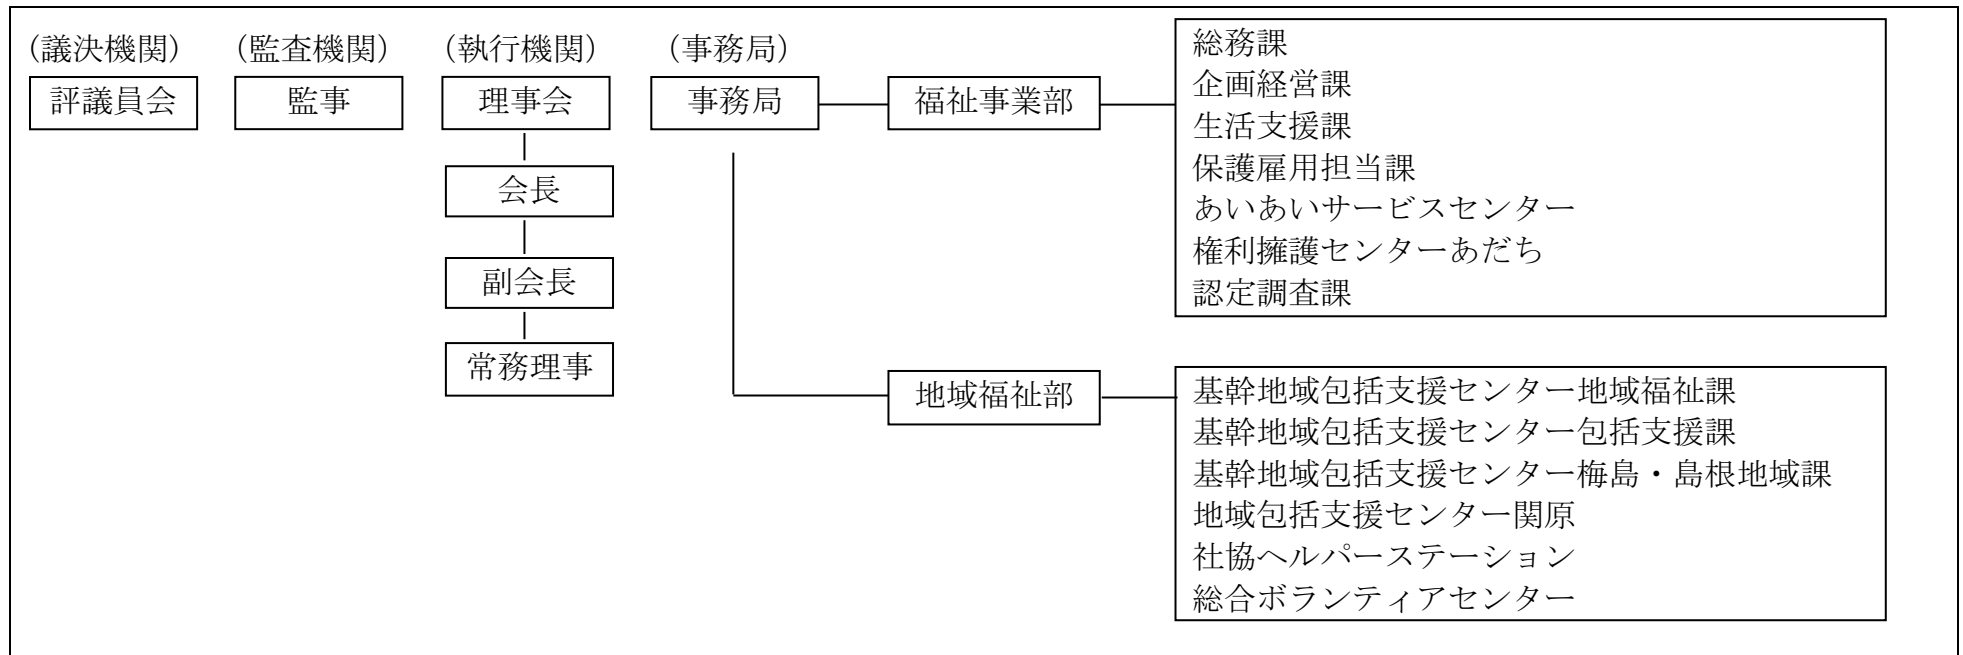 (議決機関)
(監査機関)
(執行機関)
(事務局)
評議員会
監事
理事会
事務局
福祉事業部
会長
副会長
常務理事
総務課
企画経営課
生活支援課
保護雇用担当課
あいあいサービスセンター
権利擁護センターあだち
認定調査課
地域福祉部
基幹地域包括支援センター地域福祉課
基幹地域包括支援センター包括支援課
基幹地域包括支援センター梅島・島根地域課
地域包括支援センター関原
社協ヘルパーステーション
総合ボランティアセンター